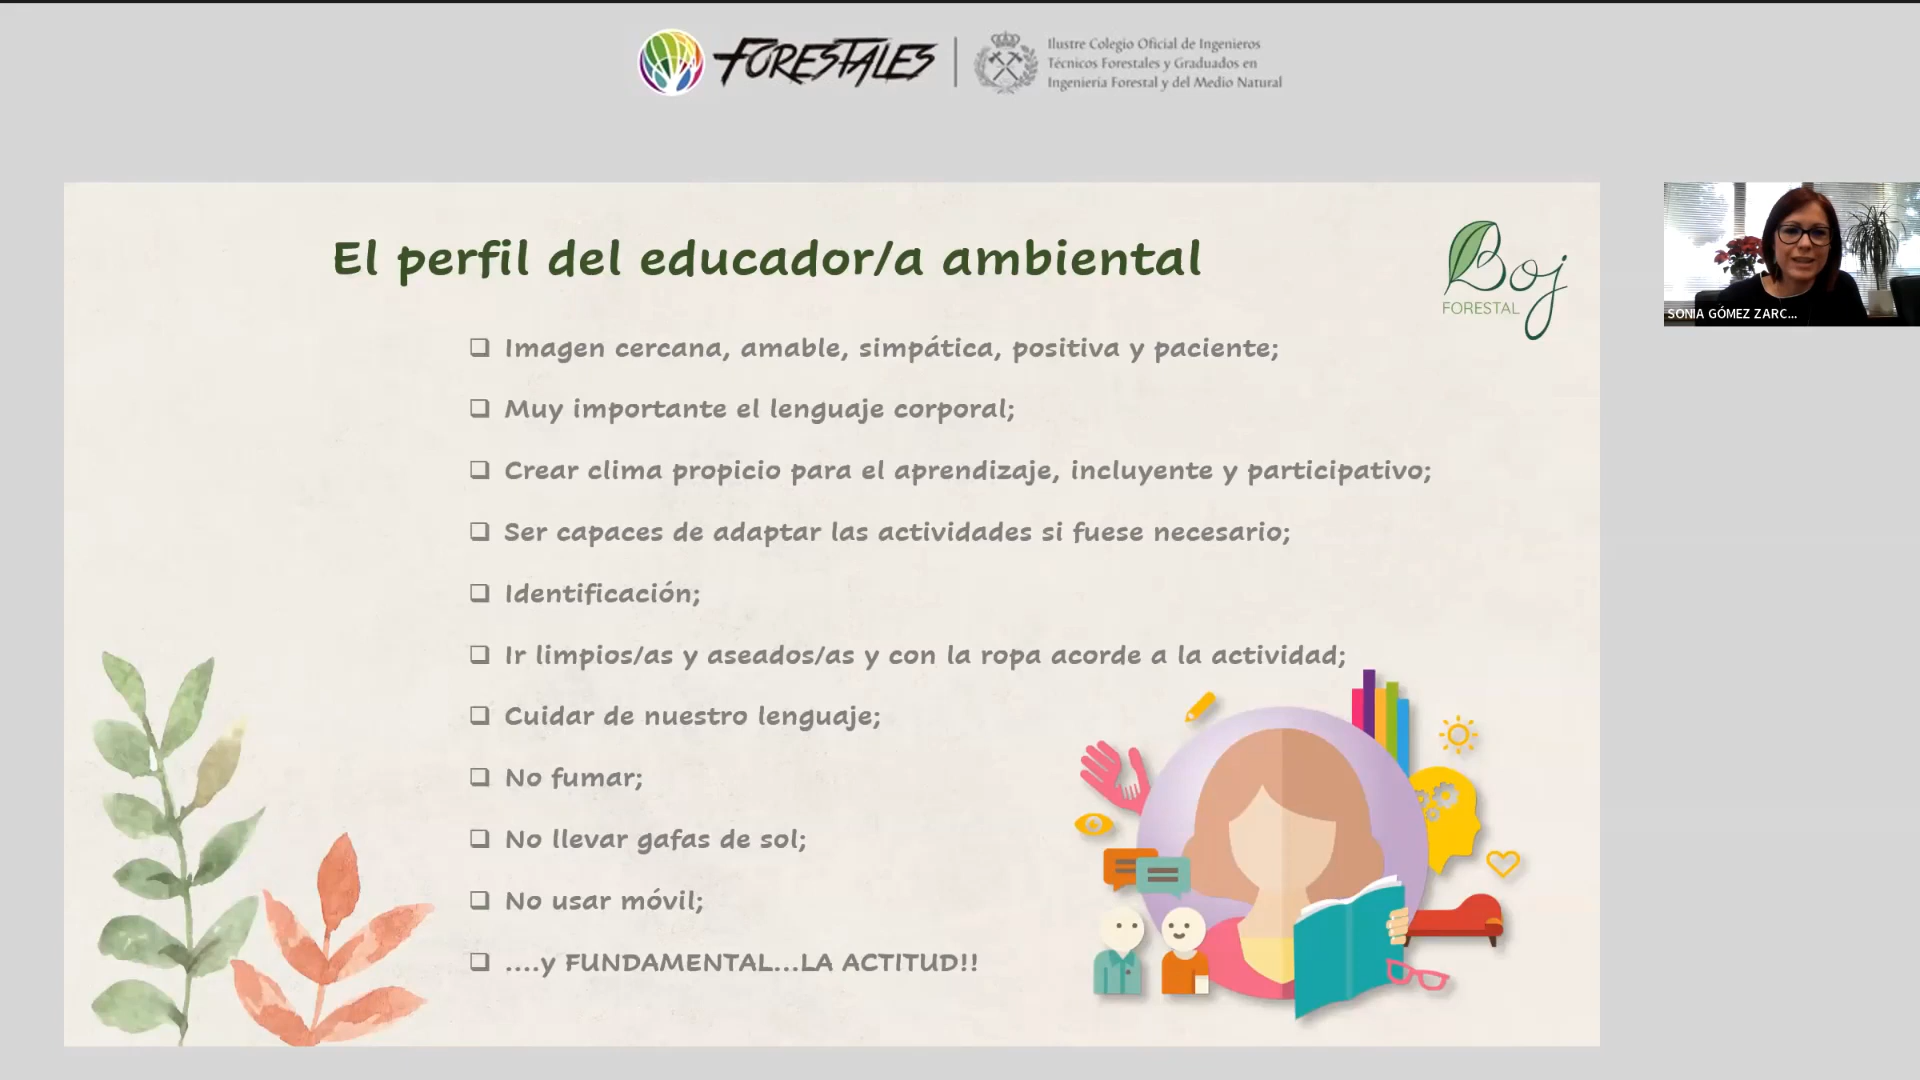 FORESTALES
Ilustre Colegio Oficial de Ingenieros
Técnicos Forestales y Graduados en
Ingeniería Forestal y del Medio Natural
El perfil del educador/a ambiental
Boj
FORESTAL
SONIA GÓMEZ ZARC...
❑ Imagen cercana, amable, simpática, positiva y paciente;
❑ Muy importante el lenguaje corporal;
❑ Crear clima propicio para el aprendizaje, incluyente y participativo;
❑ Ser capaces de adaptar las actividades si fuese necesario;
❑ Identificación;
❑ Ir limpios/as y aseados/as y con la ropa acorde a la actividad;
❑ Cuidar de nuestro lenguaje;
❑ No fumar;
❑ No llevar gafas de sol;
❑ No usar móvil;
❑ ....y FUNDAMENTAL...LA ACTITUD!!